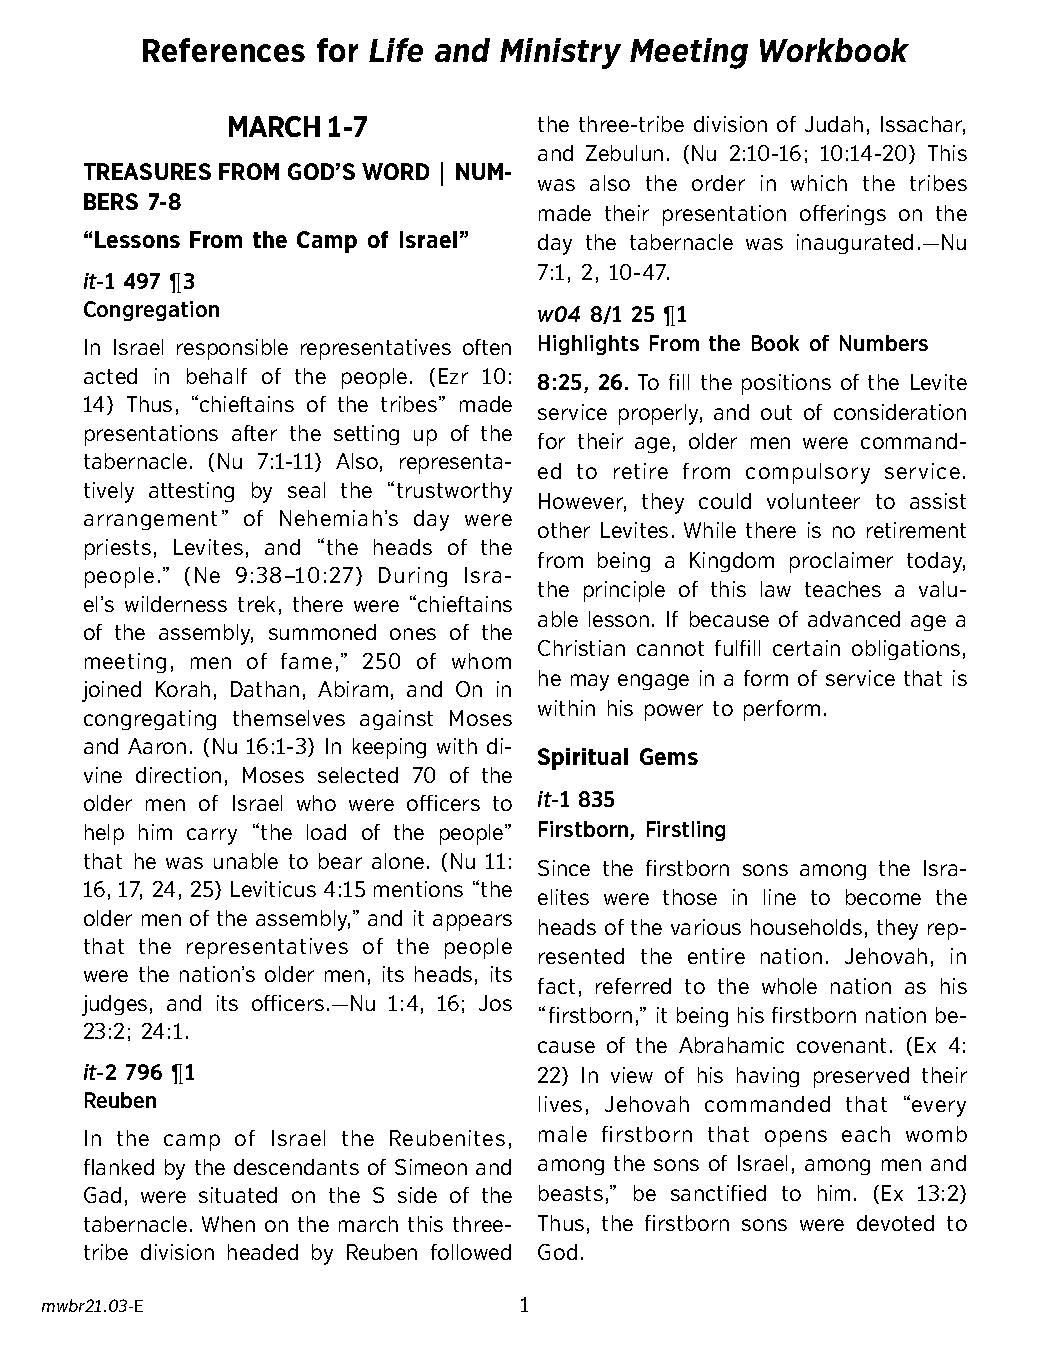 References for Life and Ministry Meeting Workbook
MARCH 1-7
TREASURES FROM GOD’S WORD | NUM-
BERS 7-8
“Lessons From the Camp of Israel”
it-1 497 ¶3
Congregation
In Israel responsible representatives often
acted in behalf of the people. (Ezr 10:
14) Thus, “chieftains of the tribes” made
presentations after the setting up of the
tabernacle. (Nu 7:1-11) Also, representa-
tively attesting by seal the “trustworthy
arrangement” of Nehemiah’s day were
priests, Levites, and “the heads of the
people.” (Ne 9:38–10:27) During Isra-
el’s wilderness trek, there were “chieftains
of the assembly, summoned ones of the
meeting, men of fame,” 250 of whom
joined Korah, Dathan, Abiram, and On in
congregating themselves against Moses
and Aaron. (Nu 16:1-3) In keeping with di-
vine direction, Moses selected 70 of the
older men of Israel who were officers to
help him carry “the load of the people”
that he was unable to bear alone. (Nu 11:
16, 17, 24, 25) Leviticus 4:15 mentions “the
older men of the assembly,” and it appears
that the representatives of the people
were the nation’s older men, its heads, its
judges, and its officers.—Nu 1:4, 16; Jos
23:2; 24:1.
it-2 796 ¶1
Reuben
In the camp of Israel the Reubenites,
flanked by the descendants of Simeon and
Gad, were situated on the S side of the
tabernacle. When on the march this three-
tribe division headed by Reuben followed
the three-tribe division of Judah, Issachar,
and Zebulun. (Nu 2:10-16; 10:14-20) This
was also the order in which the tribes
made their presentation offerings on the
day the tabernacle was inaugurated.—Nu
7:1, 2, 10-47.
w04 8/1 25 ¶1
Highlights From the Book of Numbers
8:25, 26. To fill the positions of the Levite
service properly, and out of consideration
for their age, older men were command-
ed to retire from compulsory service.
However, they could volunteer to assist
other Levites. While there is no retirement
from being a Kingdom proclaimer today,
the principle of this law teaches a valu-
able lesson. If because of advanced age a
Christian cannot fulfill certain obligations,
he may engage in a form of service that is
within his power to perform.
Spiritual Gems
it-1 835
Firstborn, Firstling
Since the firstborn sons among the Isra-
elites were those in line to become the
heads of the various households, they rep-
resented the entire nation. Jehovah, in
fact, referred to the whole nation as his
“firstborn,” it being his firstborn nation be-
cause of the Abrahamic covenant. (Ex 4:
22) In view of his having preserved their
lives, Jehovah commanded that “every
male firstborn that opens each womb
among the sons of Israel, among men and
beasts,” be sanctified to him. (Ex 13:2)
Thus, the firstborn sons were devoted to
God.
mwbr21.03-E
1